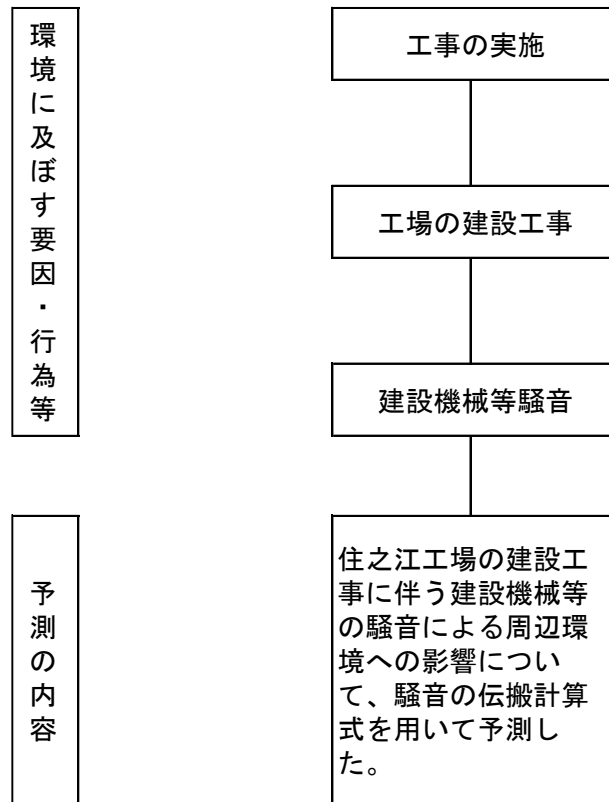 環境に及ぼす要因・行為等
工事の実施
工場の建設工事
建設機械等騒音
予測の内容
住之江工場の建設工
事に伴う建設機械等
の騒音による周辺環
境への影響につい
て、騒音の伝搬計算
式を用いて予測し
た。